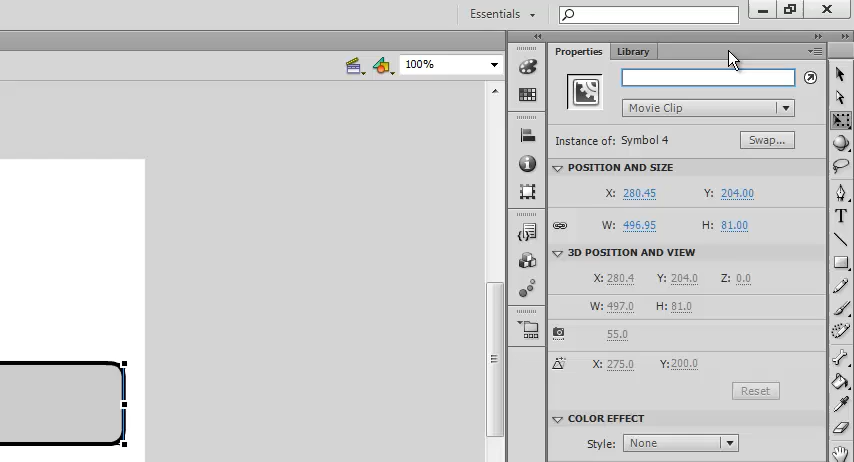 Essentials
Properties Library
100%
Movie Clip
Instance of: Symbol 4 Swap...
POSITION AND SIZE
X: 280.45 Y: 204.00
W: 496.95 H: 81.00
3D POSITION AND VIEW
X: 280.4 Y: 204.0 Z: 0.0
W: 497.0 H: 81.0
55.0
X: 275.0 Y: 200.0
Reset
COLOR EFFECT
Style: None